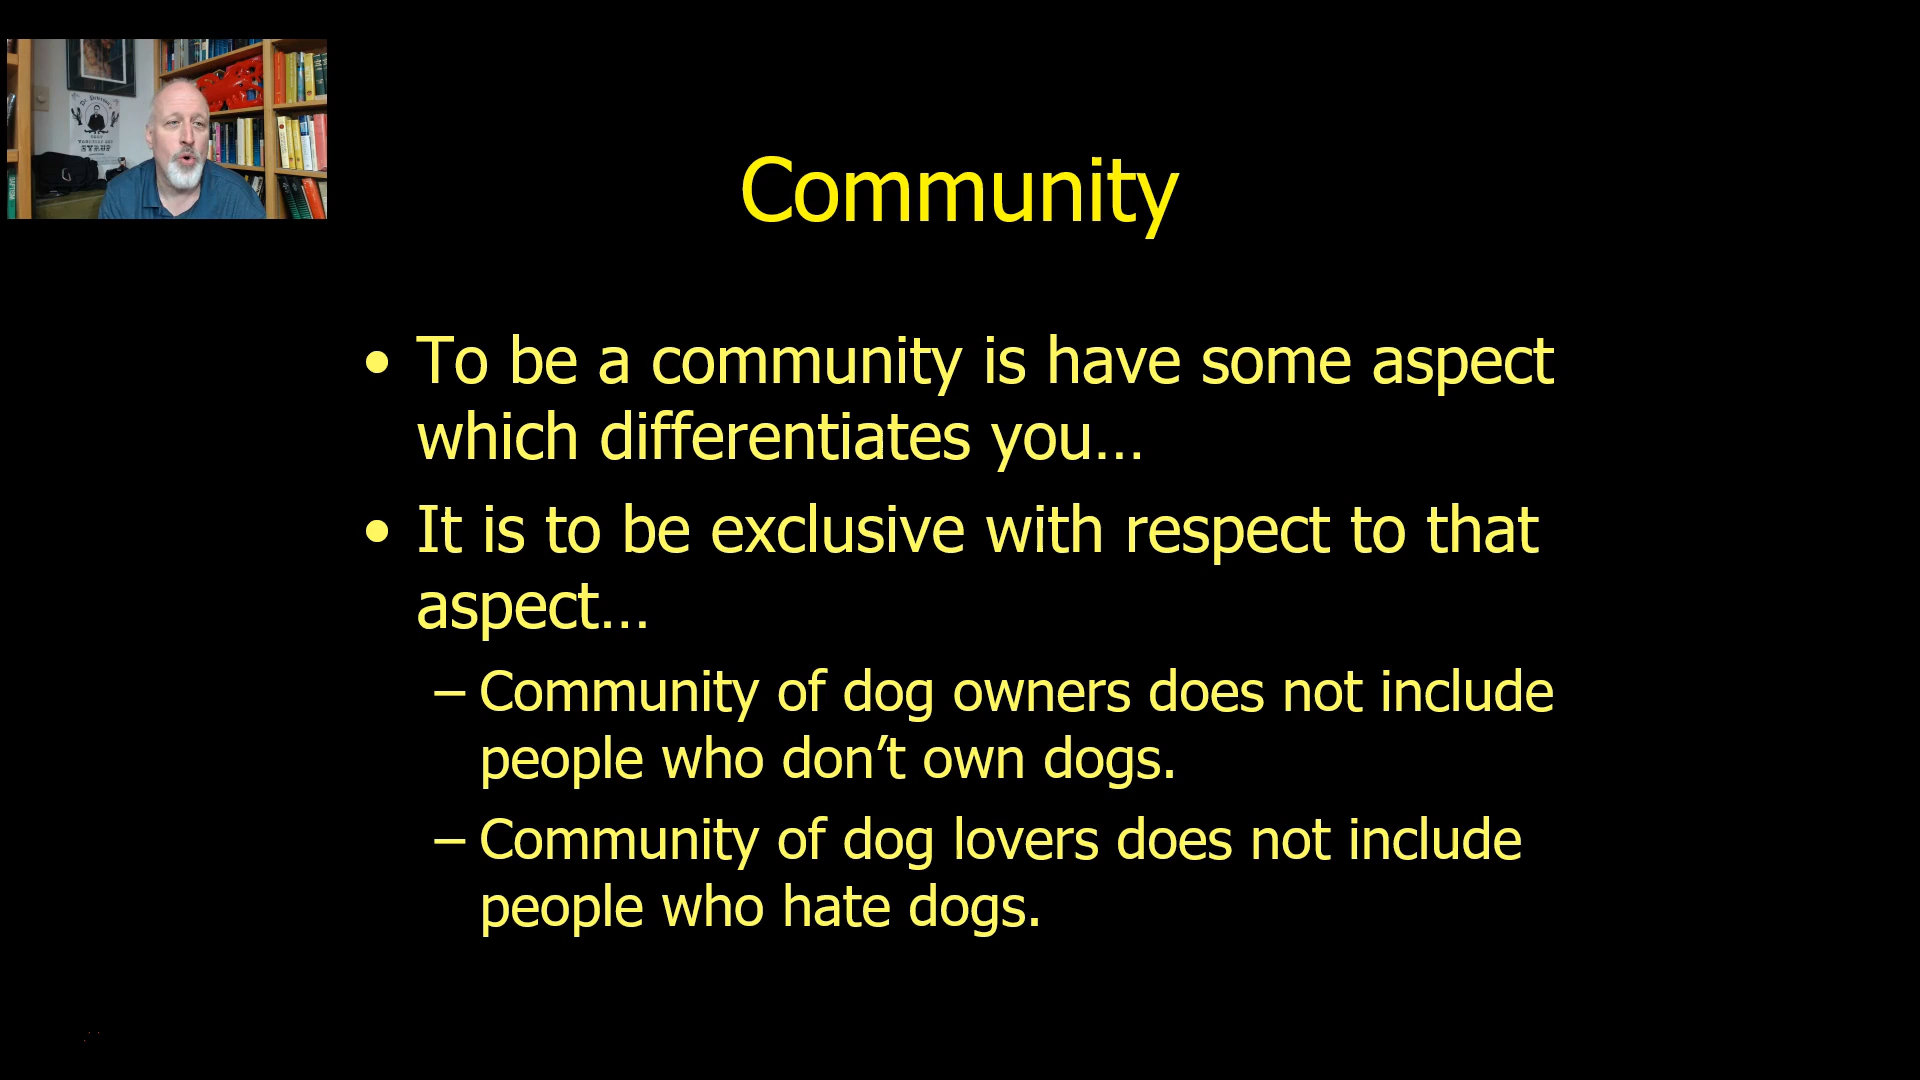 Community
• To be a community is have some aspect
which differentiates you…
• It is to be exclusive with respect to that
aspect…
– Community of dog owners does not include
people who don’t own dogs.
– Community of dog lovers does not include
people who hate dogs.